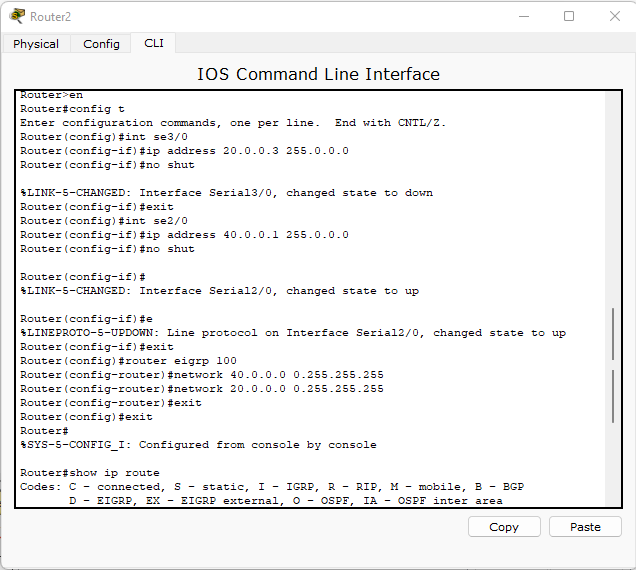 Router2
Physical Config CLI
IOS Command Line Interface
Router>en
Router#config t
Enter configuration commands, one per line.  End with CNTL/Z.
Router(config)#int se3/0
Router(config-if)#ip address 20.0.0.3 255.0.0.0
Router(config-if)#no shut
%LINK-5-CHANGED: Interface Serial3/0, changed state to down
Router(config-if)#exit
Router(config)#int se2/0
Router(config-if)#ip address 40.0.0.1 255.0.0.0
Router(config-if)#no shut
Router(config-if)#
%LINK-5-CHANGED: Interface Serial2/0, changed state to up
Router(config-if)#e
%LINEPROTO-5-UPDOWN: Line protocol on Interface Serial2/0, changed state to up
Router(config-if)#exit
Router(config)#router eigrp 100
Router(config-router)#network 40.0.0.0 0.255.255.255
Router(config-router)#network 20.0.0.0 0.255.255.255
Router(config-router)#exit
Router(config)#exit
Router#
%SYS-5-CONFIG_I: Configured from console by console
Router#show ip route
Codes: C - connected, S - static, I - IGRP, R - RIP, M - mobile, B - BGP
       D - EIGRP, EX - EIGRP external, O - OSPF, IA - OSPF inter area
Copy Paste